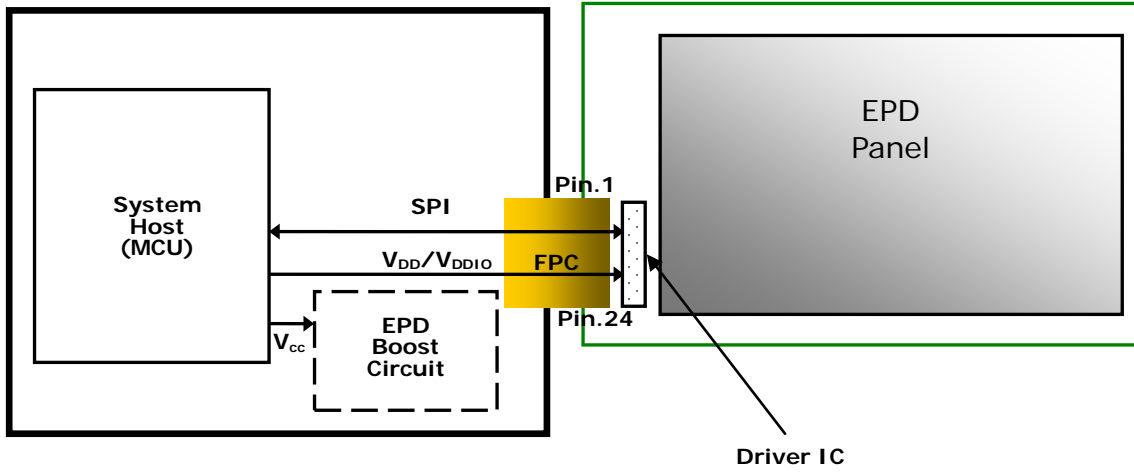 EPD
Panel
Pin.1
System
Host
(MCU)
SPI
VDD/VDDIO
FPC
Pin.24
VCC
EPD
Boost
Circuit
Driver IC